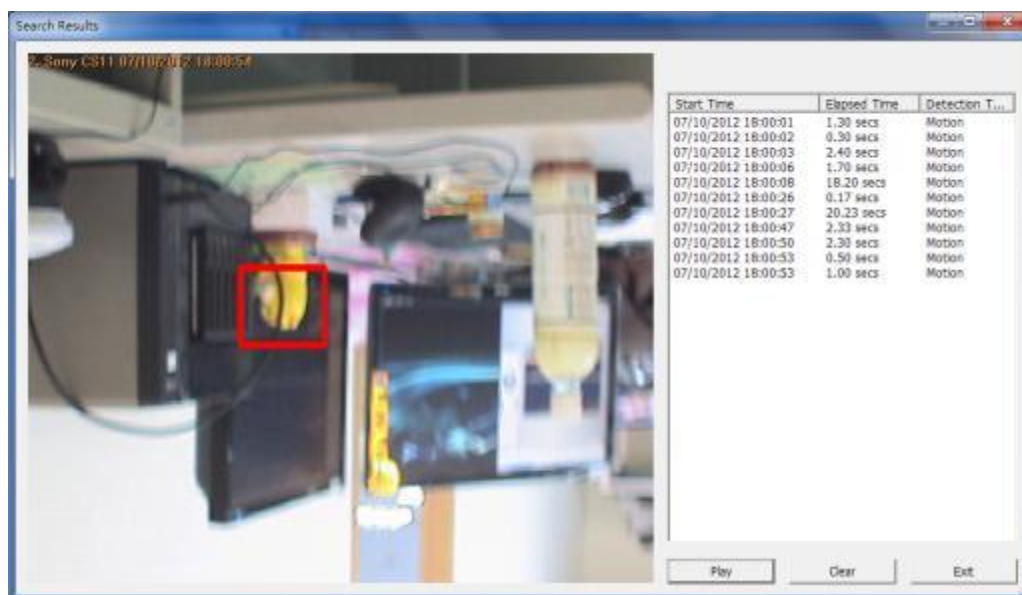 Search Results
2. Sony CS11 07/10/2012 18:00:54
Start Time Elapsed Time Detection T...
07/10/2012 18:00:01 1.30 secs Motion
07/10/2012 18:00:02 0.30 secs Motion
07/10/2012 18:00:03 2.40 secs Motion
07/10/2012 18:00:06 1.70 secs Motion
07/10/2012 18:00:08 18.20 secs Motion
07/10/2012 18:00:26 0.17 secs Motion
07/10/2012 18:00:27 20.23 secs Motion
07/10/2012 18:00:47 2.33 secs Motion
07/10/2012 18:00:50 2.30 secs Motion
07/10/2012 18:00:53 0.50 secs Motion
07/10/2012 18:00:53 1.00 secs Motion
Play Clear Exit